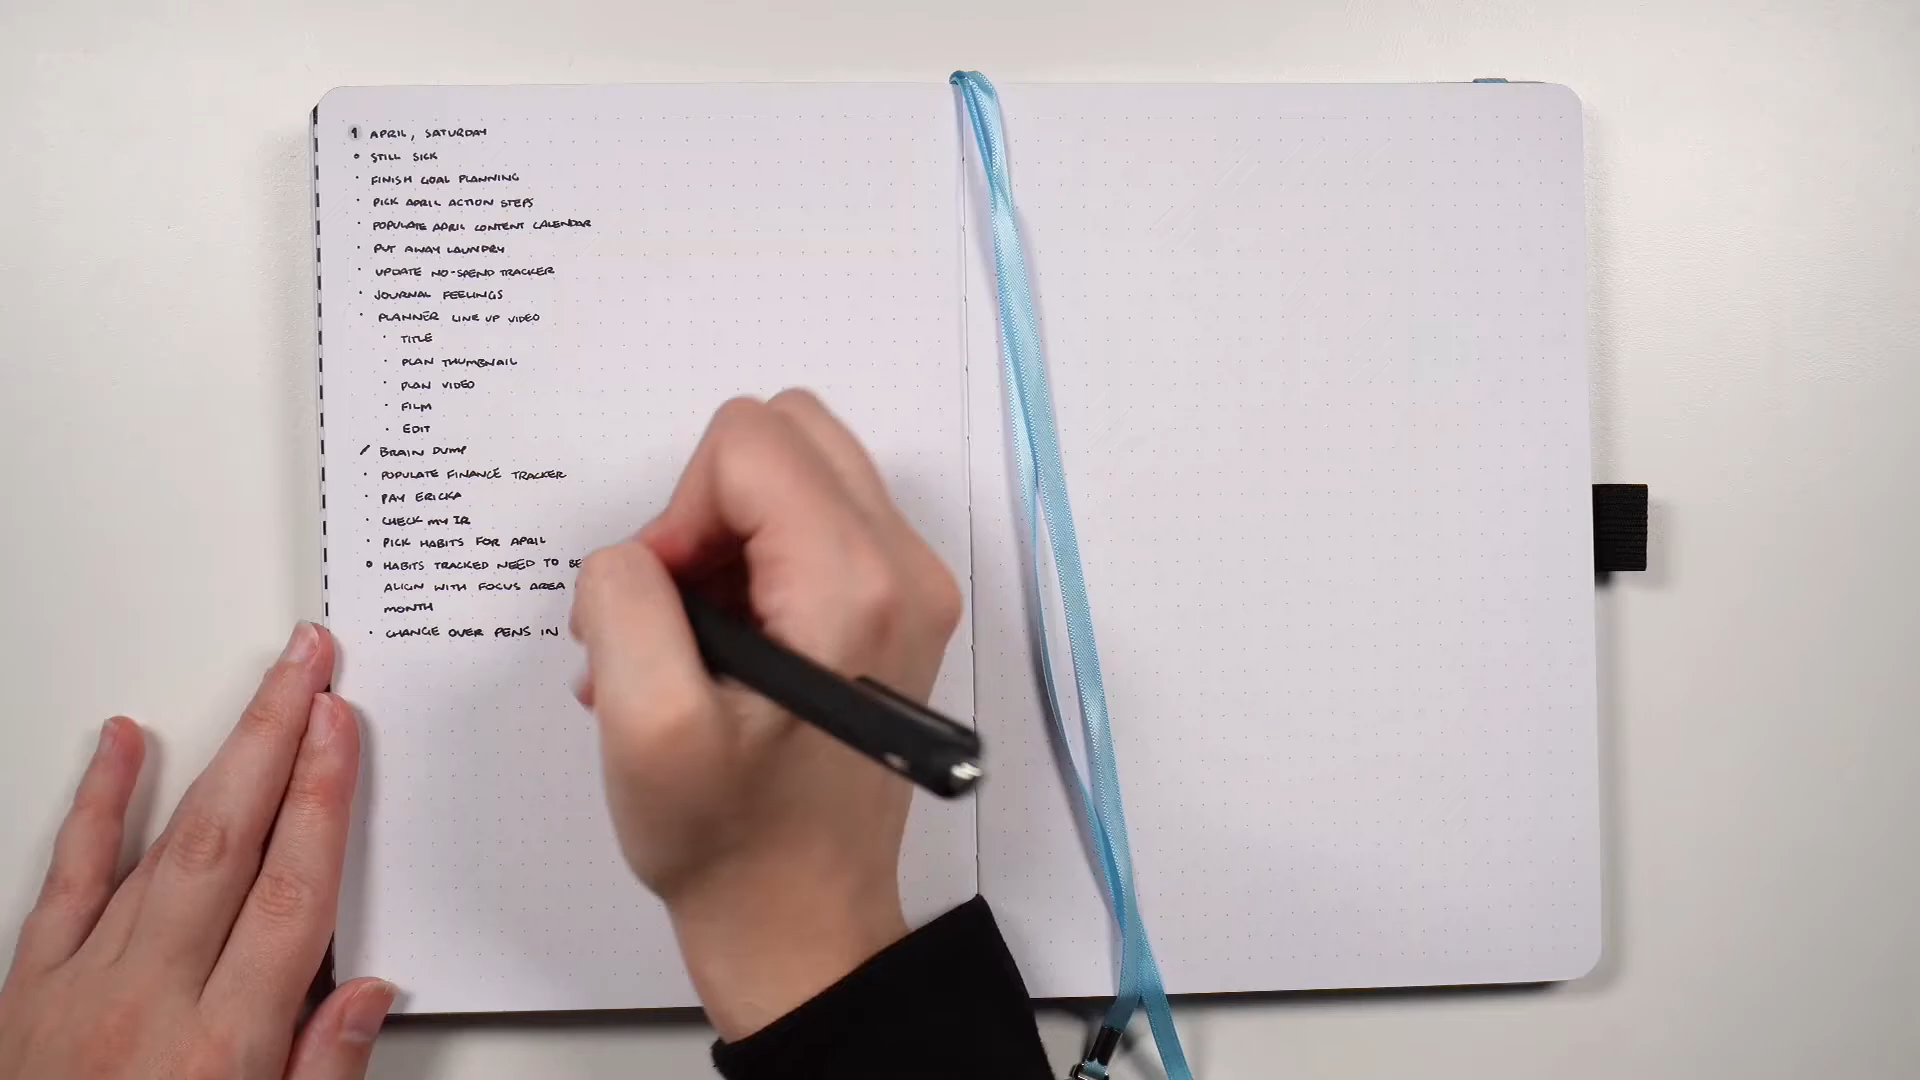 1 APRIL, SATURDAY
STILL SICK
FINISH GOAL PLANNING
PICK APRIL ACTION STEPS
POPULATE APRIL CONTENT CALENDAR
PUT AWAY LAUNDRY
UPDATE NO-SPEND TRACKER
JOURNAL FEELINGS
PLANNER LINE UP VIDEO
TITLE
PLAN THUMBNAIL
PLAN VIDEO
FILM
EDIT
BRAIN DUMP
POPULATE FINANCE TRACKER
PAY ERICKA
CHECK MY IR
PICK HABITS FOR APRIL
HABITS TRACKED NEED TO BE
ALIGN WITH FOCUS AREA
MONTH
CHANGE OVER PENS IN